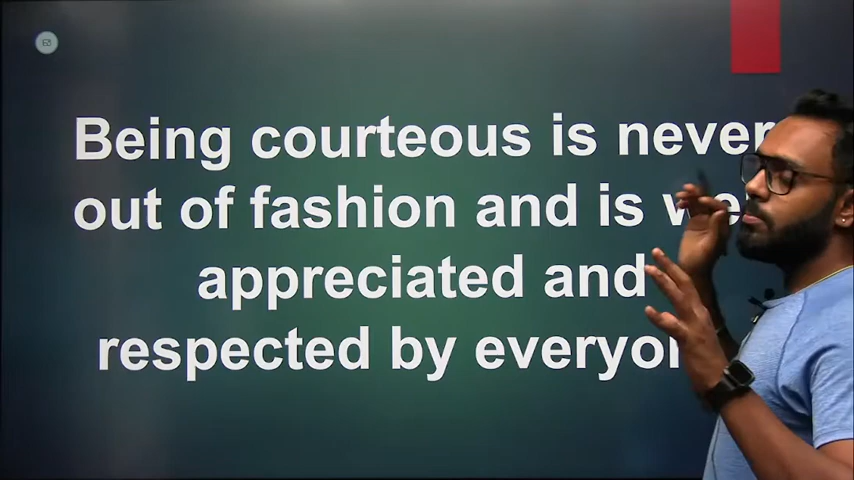 Being courteous is never
out of fashion and is
appreciated and
respected by